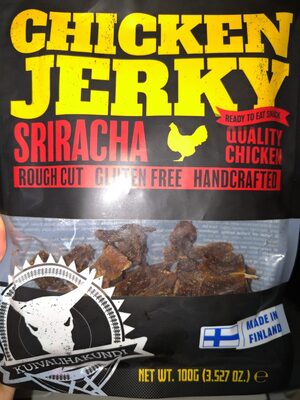 CHICKEN
JERKY
READY TO EAT SNACK
SRIRACHA
QUALITY
CHICKEN
ROUGH CUT GLUTEN FREE HANDCRAFTED
KUIVALIHAKUNDI
MADE IN
FINLAND
NET WT. 100G (3.527 OZ.) e